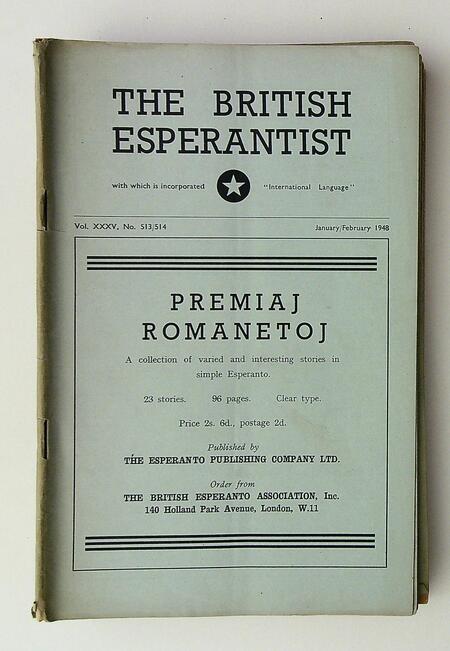 THE BRITISH
ESPERANTIST
with which is incorporated "International Language"
Vol. XXXV, No. 513/514 January/February 1948
PREMIAJ
ROMANETOJ
A collection of varied and interesting stories in
simple Esperanto.
23 stories. 96 pages. Clear type.
Price 2s. 6d., postage 2d.
Published by
THE ESPERANTO PUBLISHING COMPANY LTD.
Order from
THE BRITISH ESPERANTO ASSOCIATION, Inc.
140 Holland Park Avenue, London, W.11